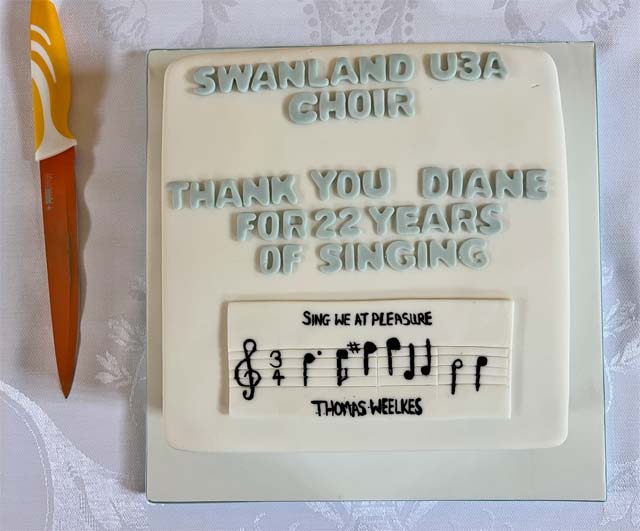 SWANLAND U3A
CHOIR
THANK YOU DIANE
FOR 22 YEARS
OF SINGING
SING WE AT PLEASURE
3
4
THOMAS WEELKES